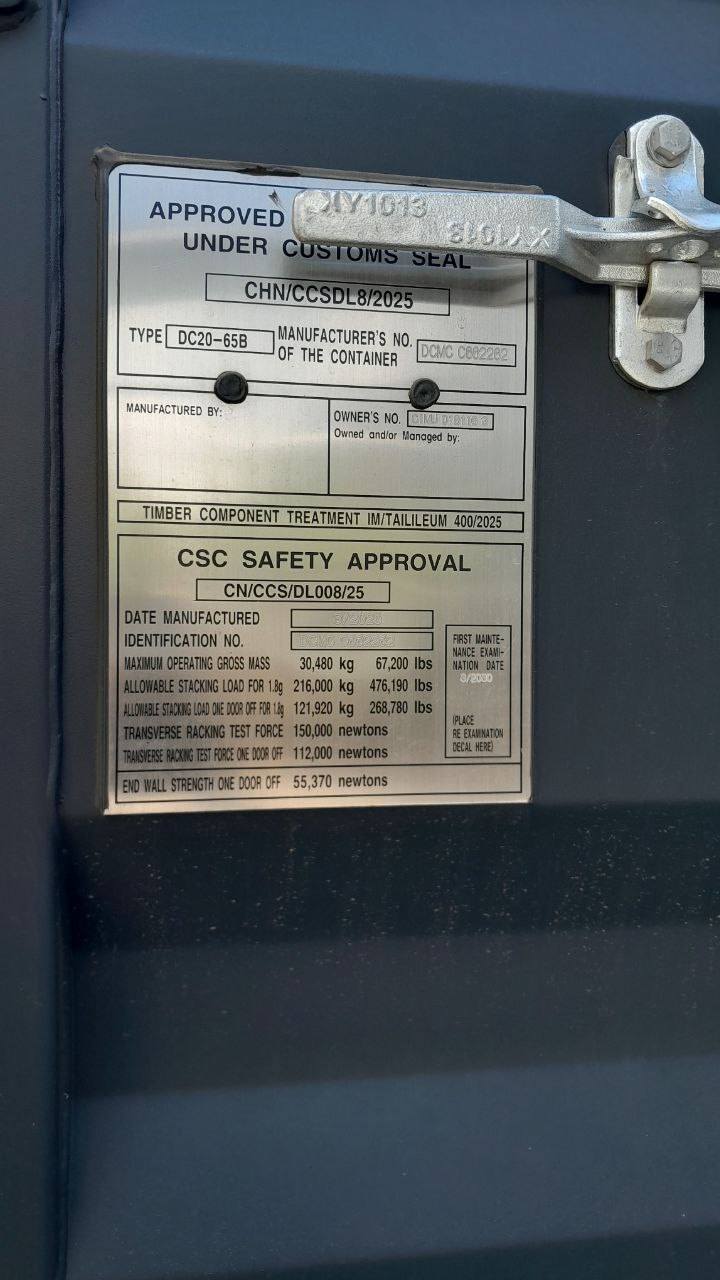 XY1013
XY1013
APPROVED
UNDER CUSTOMS SEAL
CHN/CCSDL8/2025
TYPE DC20-65B MANUFACTURER'S NO.
OF THE CONTAINER
DCMC
MANUFACTURED BY:
OWNER'S NO.
Owned and/or Managed by:
TIMBER COMPONENT TREATMENT IM/TAILILEUM 400/2025
CSC SAFETY APPROVAL
CN/CCS/DL008/25
DATE MANUFACTURED
IDENTIFICATION NO.
MAXIMUM OPERATING GROSS MASS 30,480 kg 67,200 lbs
ALLOWABLE STACKING LOAD FOR 1.8g 216,000 kg 476,190 lbs
ALLOWABLE STACKING LOAD ONE DOOR OFF FOR 1.8g 121,920 kg 268,780 lbs
TRANSVERSE RACKING TEST FORCE 150,000 newtons
TRANSVERSE RACKING TEST FORCE ONE DOOR OFF 112,000 newtons
END WALL STRENGTH ONE DOOR OFF 55,370 newtons
FIRST MAINTE-
NANCE EXAMI-
NATION DATE
8/2030
(PLACE
RE EXAMINATION
DECAL HERE)